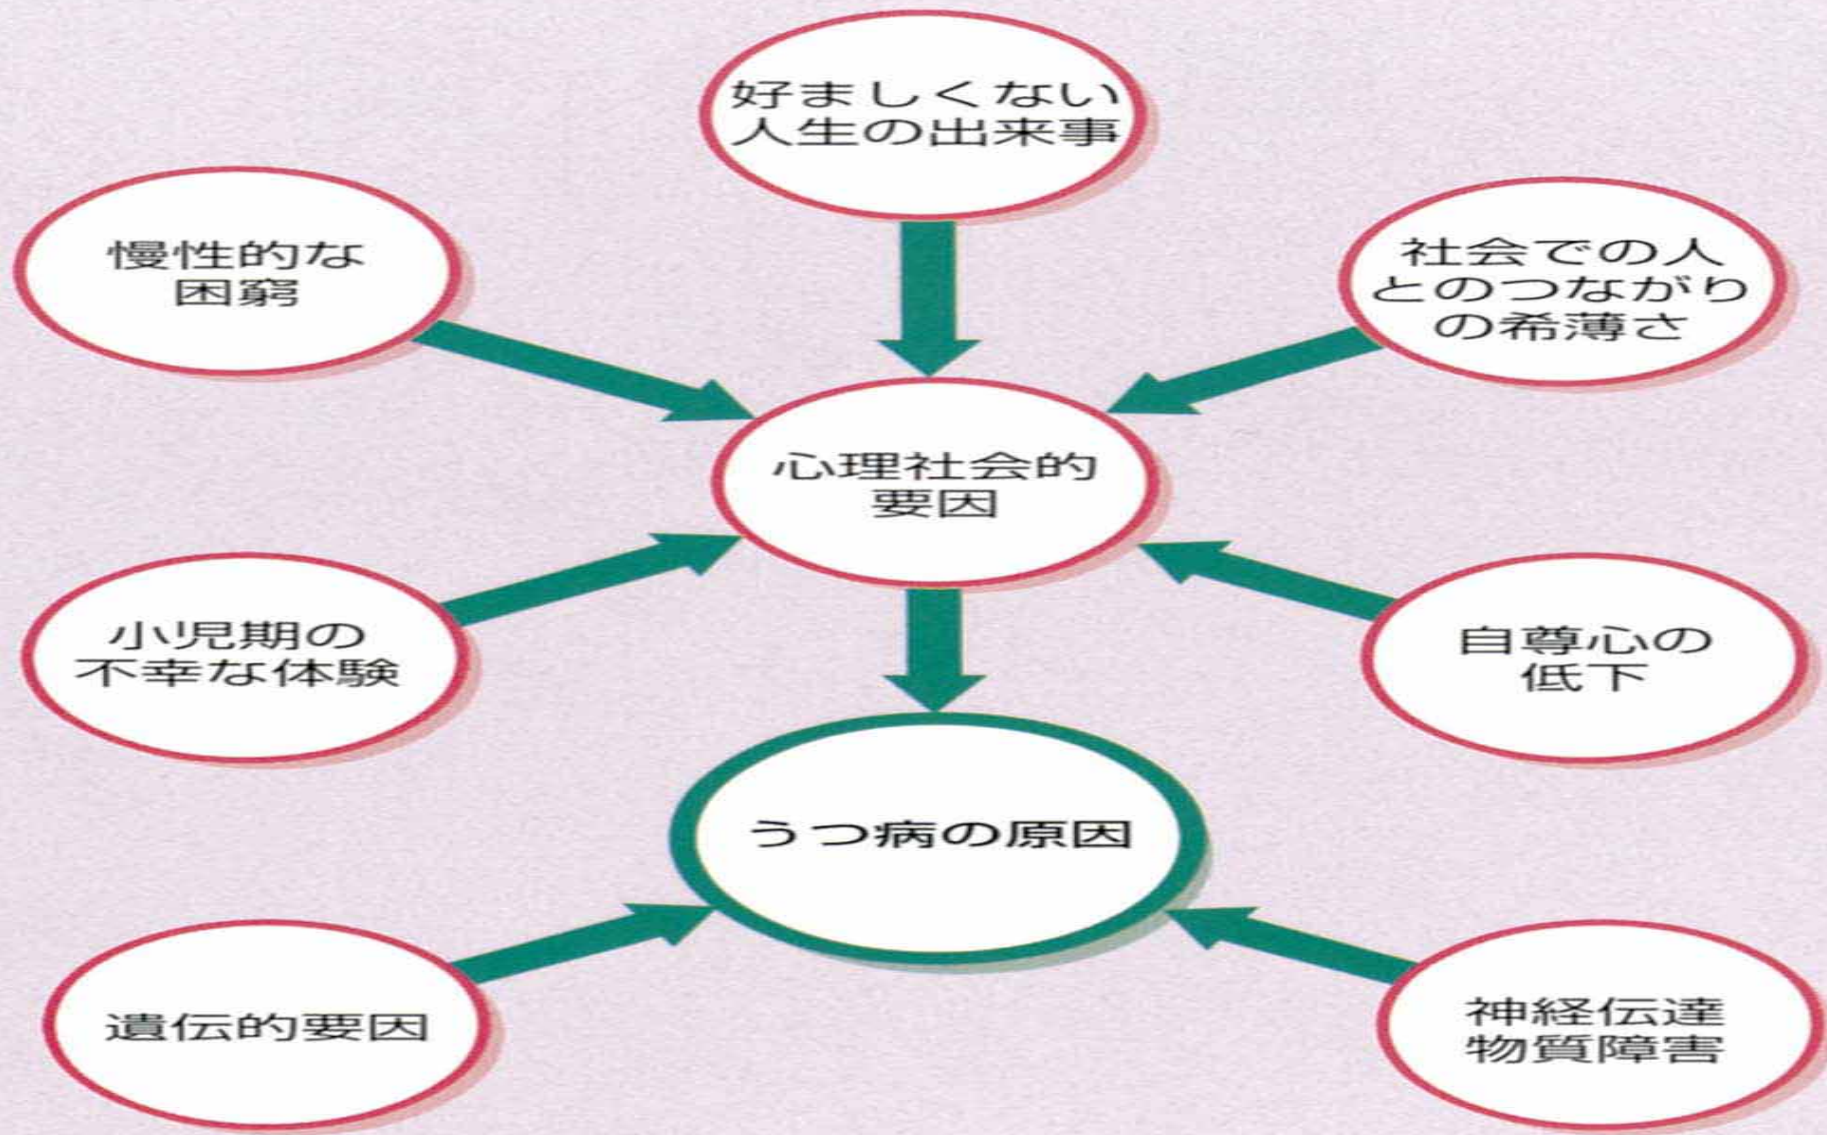 好ましくない
人生の出来事
慢性的な
困窮
社会での人
とのつながり
の希薄さ
心理社会的
要因
小児期の
不幸な体験
自尊心の
低下
うつ病の原因
遺伝的要因
神経伝達
物質障害